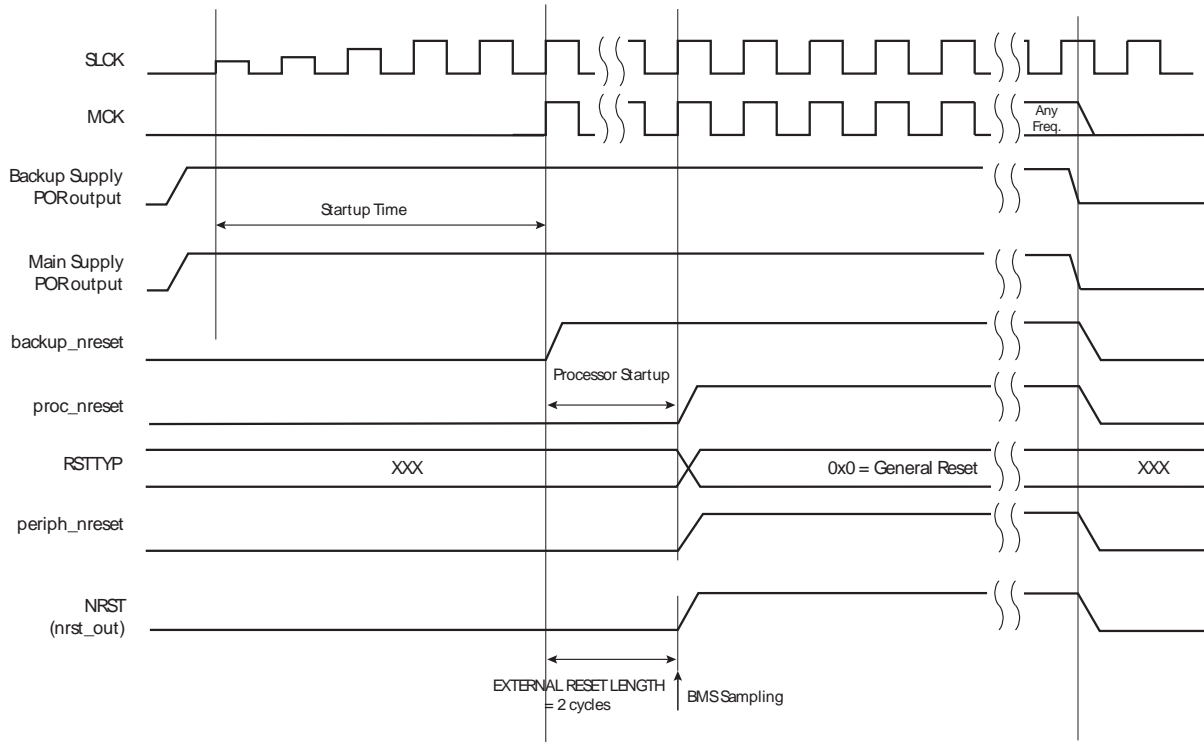 SLCK
MCK
Any
Freq.
Backup Supply
POR output
Startup Time
Main Supply
POR output
backup_nreset
Processor Startup
proc_nreset
RSTTYP
XXX
0x0 = General Reset
XXX
periph_nreset
NRST
(nrst_out)
EXTERNAL RESET LENGTH
= 2 cycles
BMS Sampling